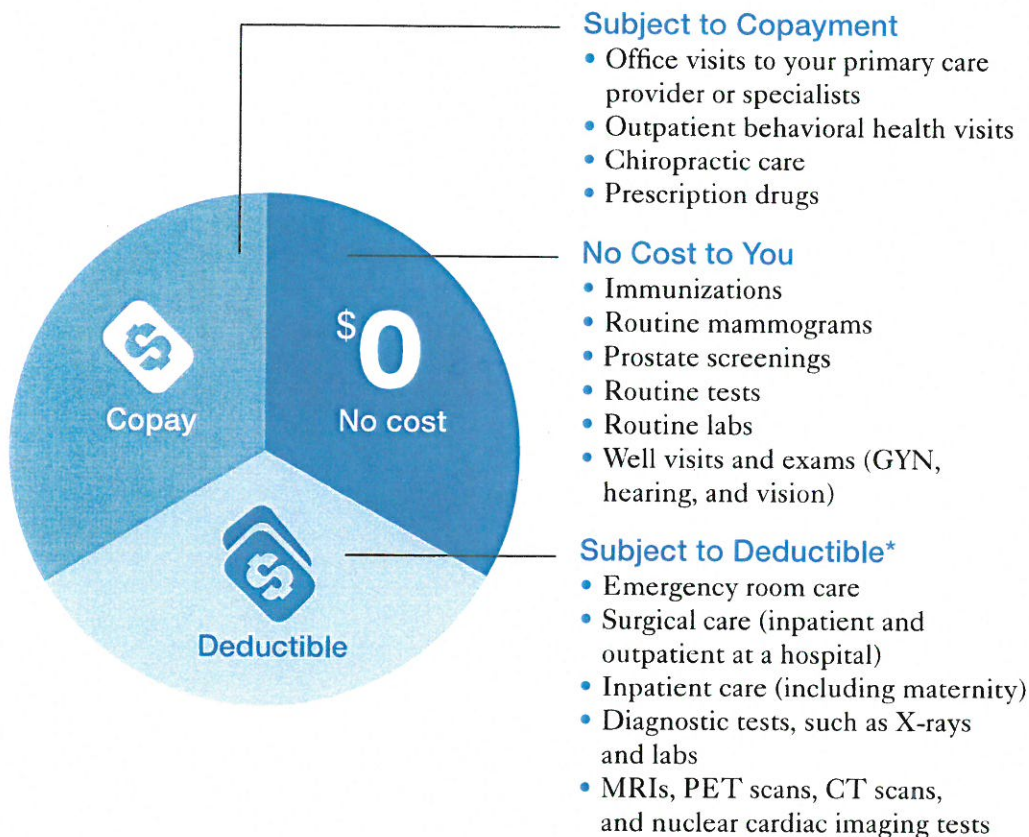 Subject to Copayment
• Office visits to your primary care
provider or specialists
• Outpatient behavioral health visits
• Chiropractic care
• Prescription drugs
No Cost to You
• Immunizations
• Routine mammograms
• Prostate screenings
• Routine tests
• Routine labs
• Well visits and exams (GYN,
hearing, and vision)
Subject to Deductible*
• Emergency room care
• Surgical care (inpatient and
outpatient at a hospital)
• Inpatient care (including maternity)
• Diagnostic tests, such as X-rays
and labs
• MRIs, PET scans, CT scans,
and nuclear cardiac imaging tests
$
Copay
$0
No cost
$
Deductible